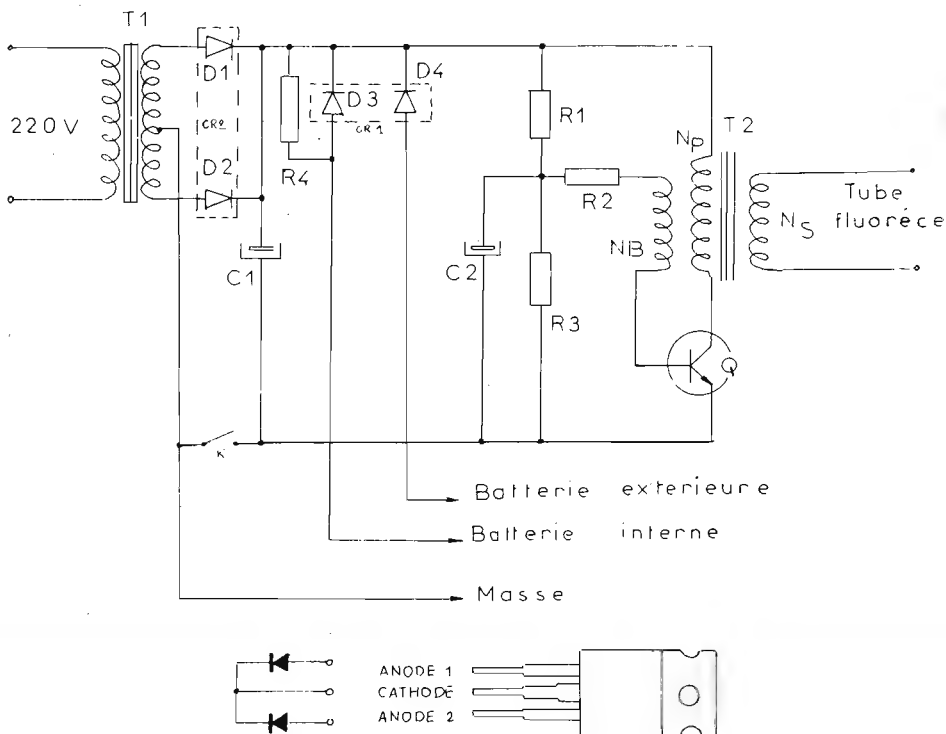 T1
220V
D1
CR2
D2
C1
R4
D3
D4
CR1
R1
R2
C2
R3
NB
Np
T2
Ns
Tube
fluoréce
Q
K
Batterie exterieure
Batterie interne
Masse
ANODE 1
CATHODE
ANODE 2